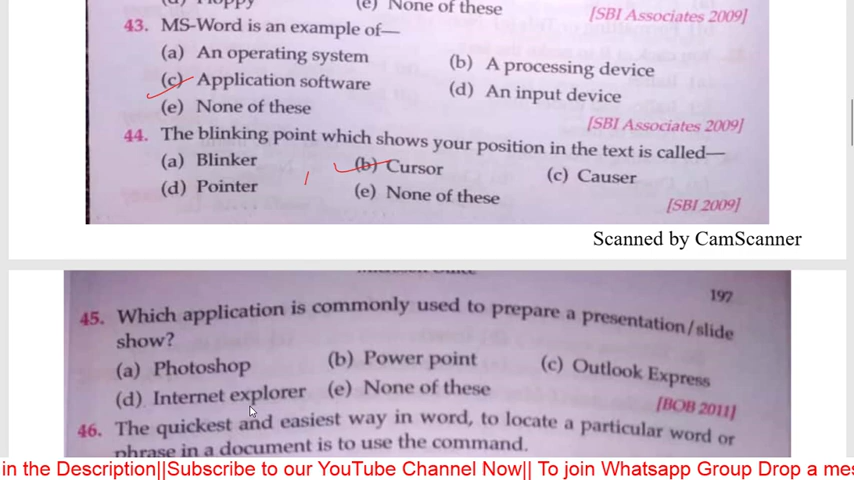 (e) None of these
[SBI Associates 2009]
43. MS-Word is an example of—
(a) An operating system
(b) A processing device
(c) Application software
(d) An input device
(e) None of these
[SBI Associates 2009]
44. The blinking point which shows your position in the text is called—
(a) Blinker (b) Cursor (c) Causer
(d) Pointer (e) None of these
[SBI 2009]
Scanned by CamScanner
197
45. Which application is commonly used to prepare a presentation/slide
show?
(a) Photoshop (b) Power point (c) Outlook Express
(d) Internet explorer (e) None of these
[BOB 2011]
46. The quickest and easiest way in word, to locate a particular word or
phrase in a document is to use the command.
in the Description||Subscribe to our YouTube Channel Now|| To join Whatsapp Group Drop a mes